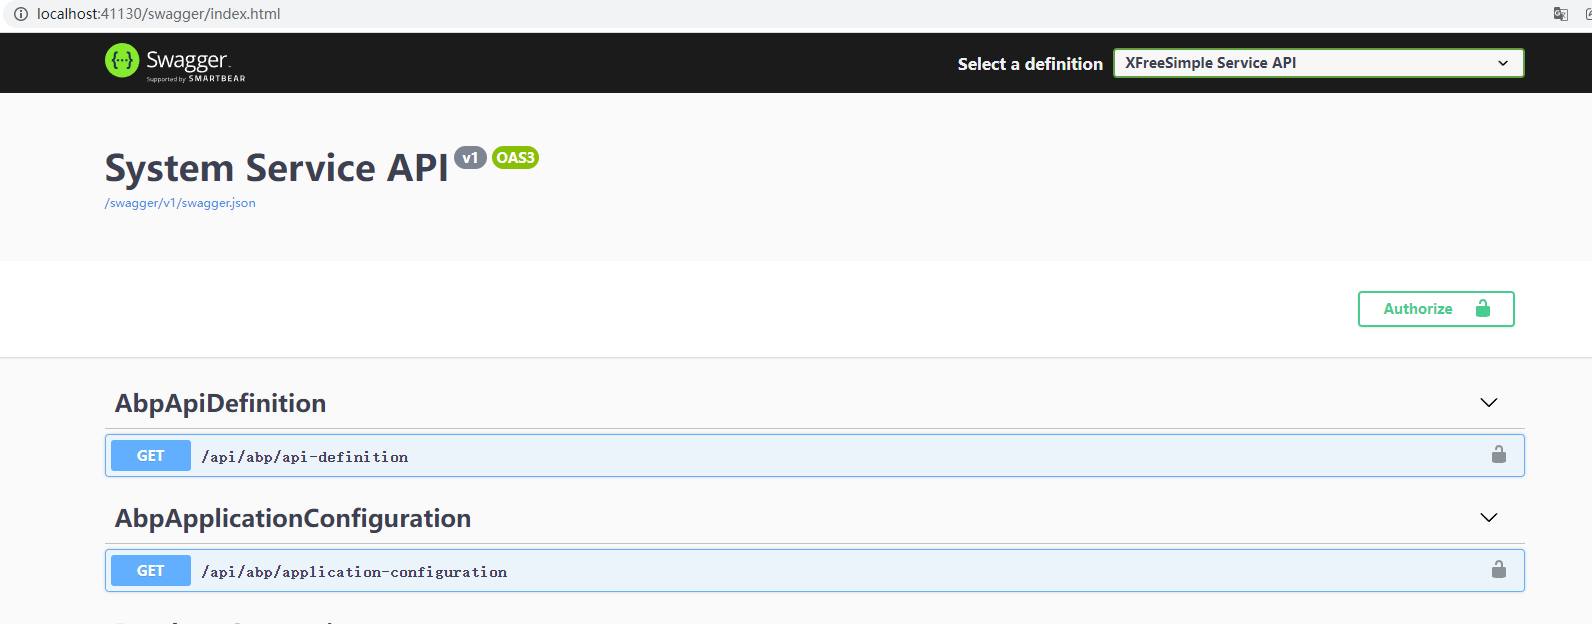 localhost:41130/swagger/index.html
Swagger.
Supported by SMARTBEAR
Select a definition
XFreeSimple Service API
System Service API v1 OAS3
/swagger/v1/swagger.json
Authorize
AbpApiDefinition
GET /api/abp/api-definition
AbpApplicationConfiguration
GET /api/abp/application-configuration